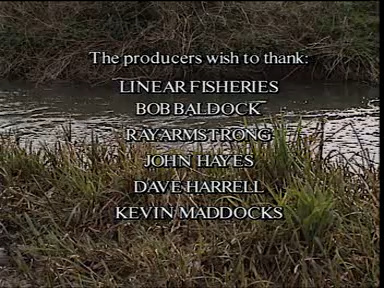 The producers wish to thank:
LINEAR FISHERIES
BOB BALDOCK
RAY ARMSTRONG
JOHN HAYES
DAVE HARRELL
KEVIN MADDOCKS